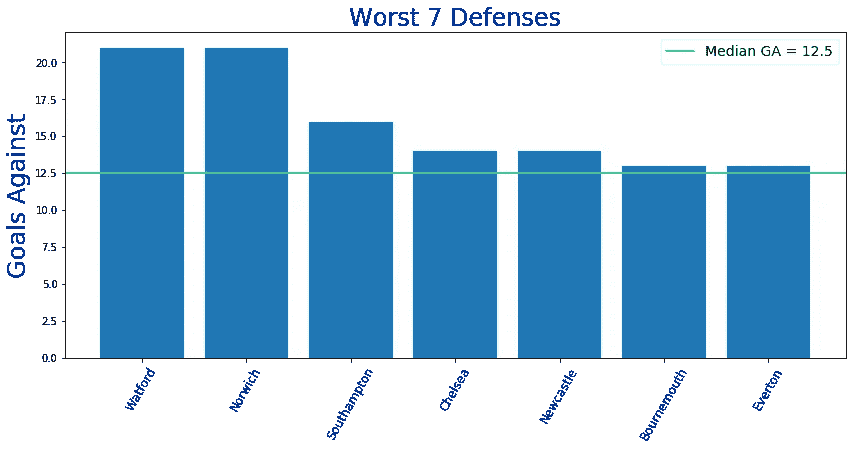 Worst 7 Defenses
Median GA = 12.5
Goals Against
20.0
17.5
15.0
12.5
10.0
7.5
5.0
2.5
0.0
Watford
Norwich
Southampton
Chelsea
Newcastle
Bournemouth
Everton